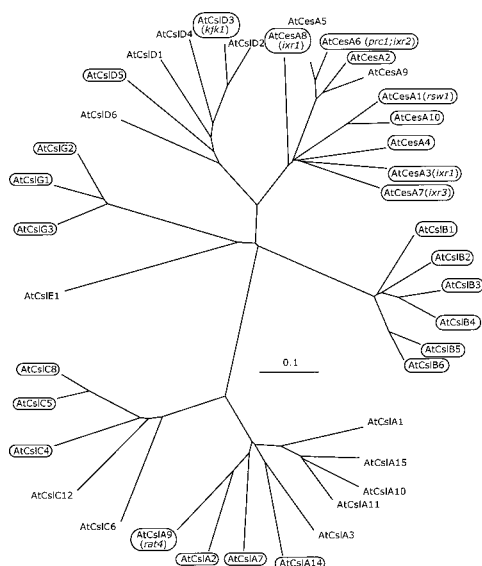 AtCslD3
(kjk1)
AtCesA5
AtCslD4
AtCslD2
AtCesA8
(ixr1)
AtCesA6 (prc1;ixr2)
AtCslD1
AtCesA2
AtCslD5
AtCesA9
AtCesA1(rsw1)
AtCslD6
AtCesA10
AtCslG2
AtCesA4
AtCslG1
AtCesA3(ixr1)
AtCesA7(ixr3)
AtCslG3
AtCslB1
AtCslB2
AtCslE1
AtCslB3
AtCslB4
AtCslB5
AtCslB6
0.1
AtCslC8
AtCslC5
AtCslA1
AtCslC4
AtCslA15
AtCslC12
AtCslA10
AtCslA11
AtCslC6
AtCslA9
(rat4)
AtCslA3
AtCslA2
AtCslA7
AtCslA14